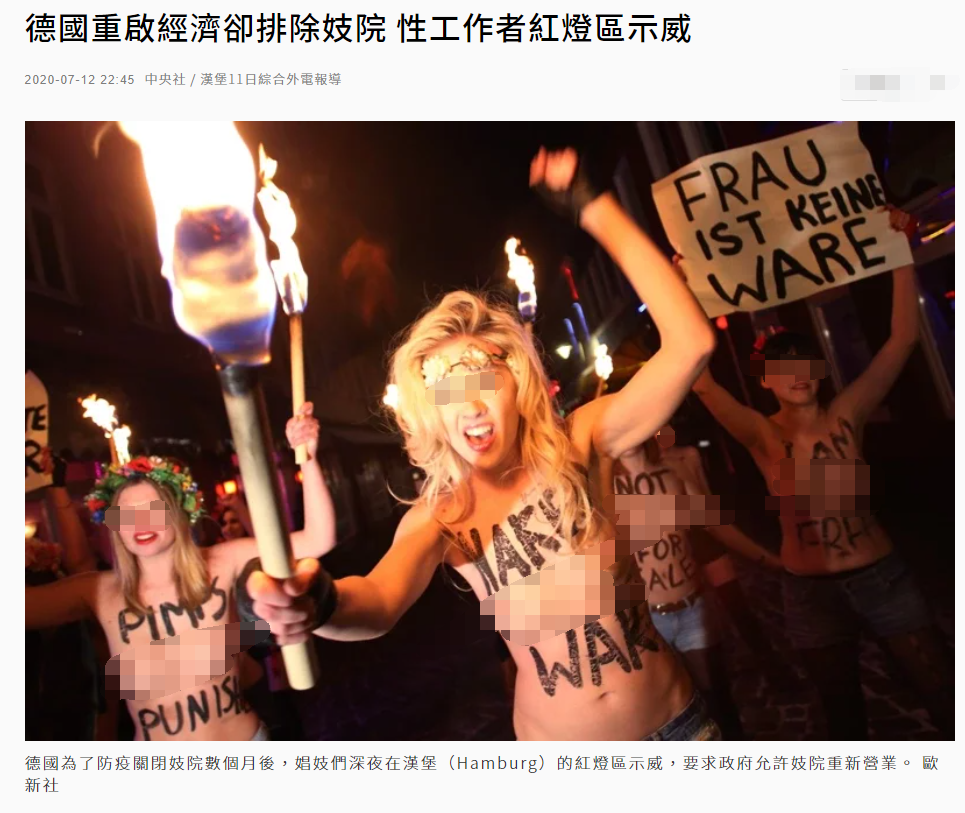 德國重啟經濟卻排除妓院 性工作者紅燈區示威
2020-07-12 22:45 中央社 / 漢堡11日綜合外電報導
FRAU
IST KEINE
WARE
PIMPS
PUNISH
WAR
NOT
FOR
SALE
I AM
德國為了防疫關閉妓院數個月後，娼妓們深夜在漢堡（Hamburg）的紅燈區示威，要求政府允許妓院重新營業。 歐
新社